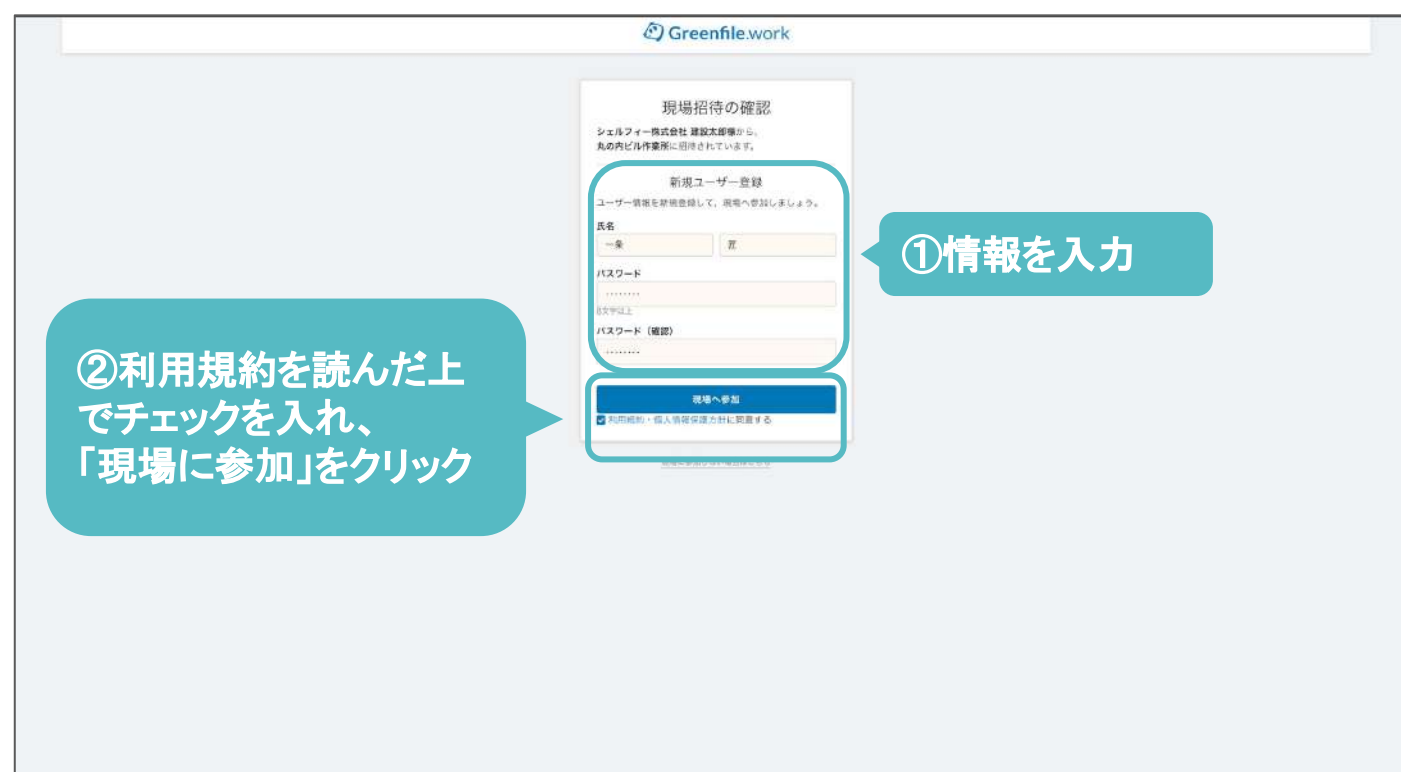 Greenfile.work
現場招待の確認
シェルフィー株式会社 建設太郎様から、
丸の内ビル作業所に招待されています。
新規ユーザー登録
ユーザー情報を新規登録して、現場へ参加しましょう。
氏名
一条
匠
パスワード
········
8文字以上
パスワード（確認）
········
現場へ参加
利用規約・個人情報保護方針に同意する
①情報を入力
②利用規約を読んだ上
でチェックを入れ、
「現場に参加」をクリック